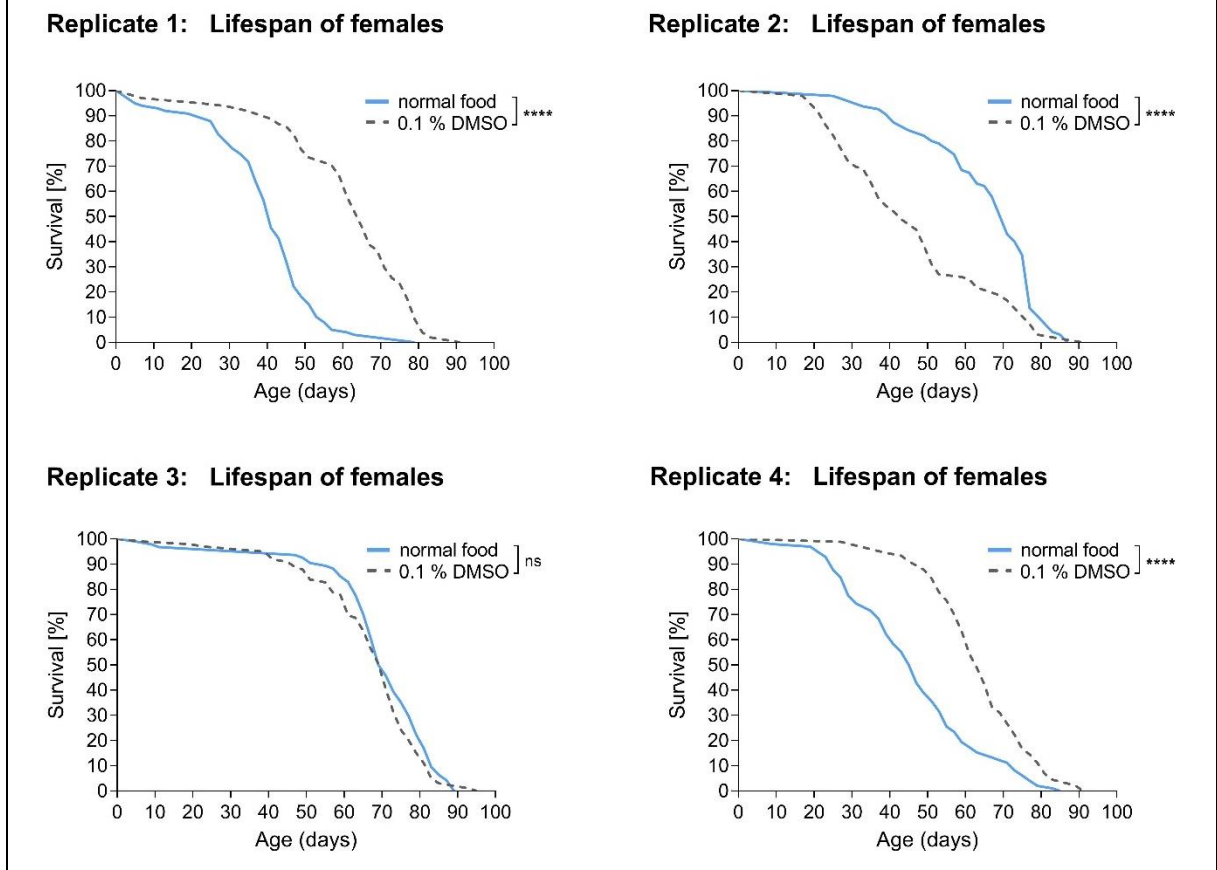 Replicate 1: Lifespan of females
100
90
80
70
60
50
40
30
20
10
0
Survival [%]
normal food
0.1 % DMSO
****
0 10 20 30 40 50 60 70 80 90 100
Age (days)
Replicate 2: Lifespan of females
100
90
80
70
60
50
40
30
20
10
0
Survival [%]
normal food
0.1 % DMSO
****
0 10 20 30 40 50 60 70 80 90 100
Age (days)
Replicate 3: Lifespan of females
100
90
80
70
60
50
40
30
20
10
0
Survival [%]
normal food
0.1 % DMSO
ns
0 10 20 30 40 50 60 70 80 90 100
Age (days)
Replicate 4: Lifespan of females
100
90
80
70
60
50
40
30
20
10
0
Survival [%]
normal food
0.1 % DMSO
****
0 10 20 30 40 50 60 70 80 90 100
Age (days)